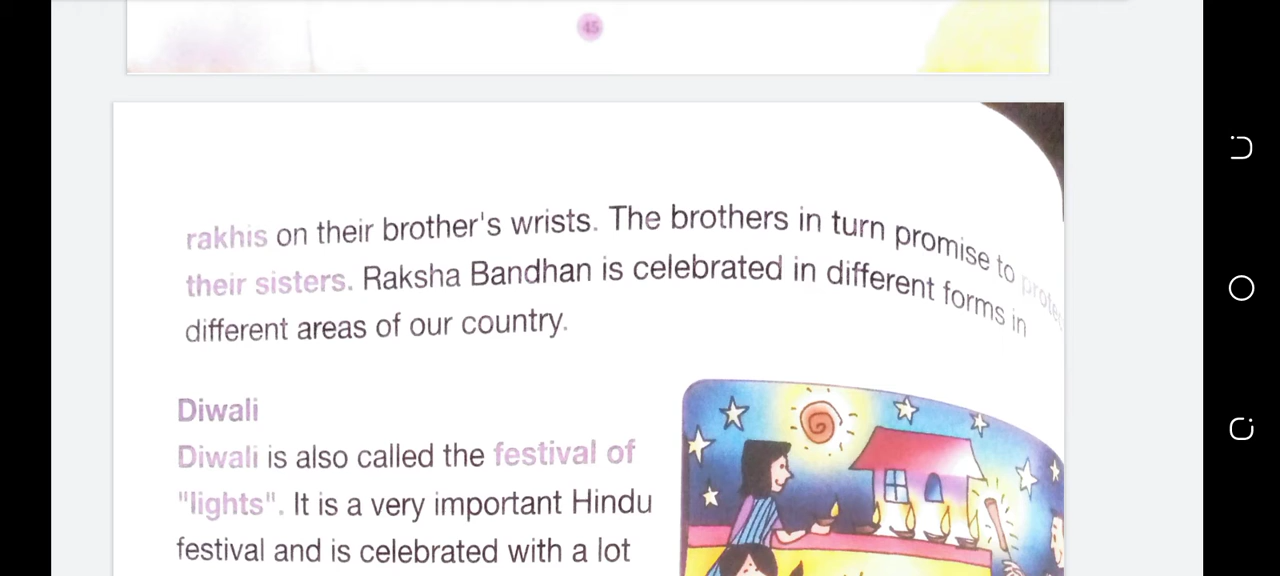 45
rakhis on their brother's wrists. The brothers in turn promise to
their sisters. Raksha Bandhan is celebrated in different forms in
different areas of our country.
Diwali
Diwali is also called the festival of
"lights". It is a very important Hindu
festival and is celebrated with a lot